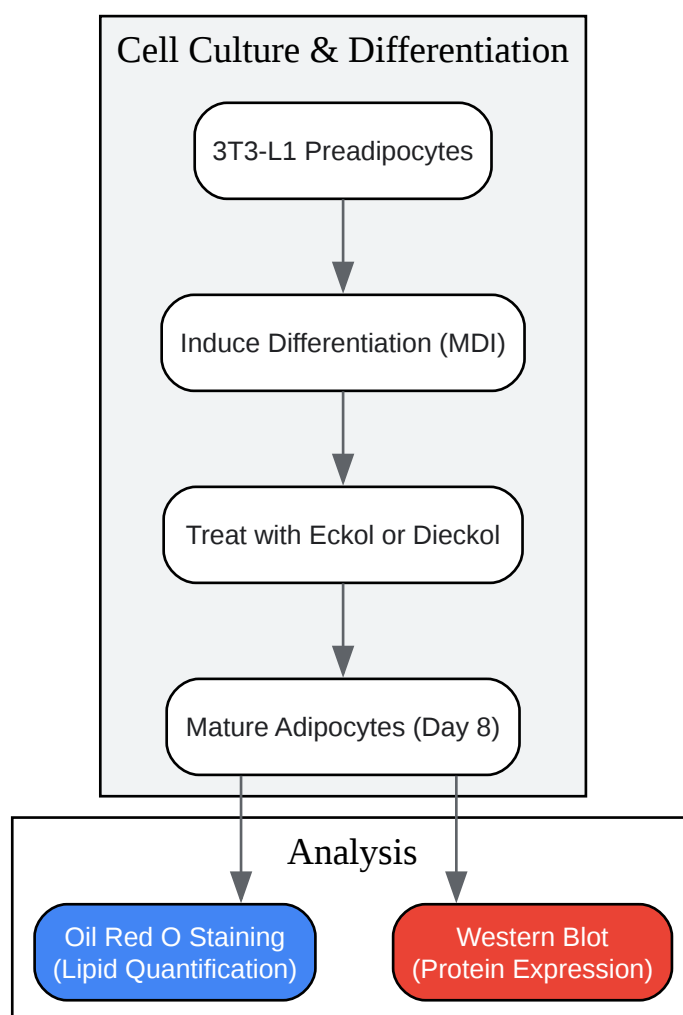 Cell Culture & Differentiation
3T3-L1 Preadipocytes
Induce Differentiation (MDI)
Treat with Eckol or Dieckol
Mature Adipocytes (Day 8)
Analysis
Oil Red O Staining
(Lipid Quantification)
Western Blot
(Protein Expression)